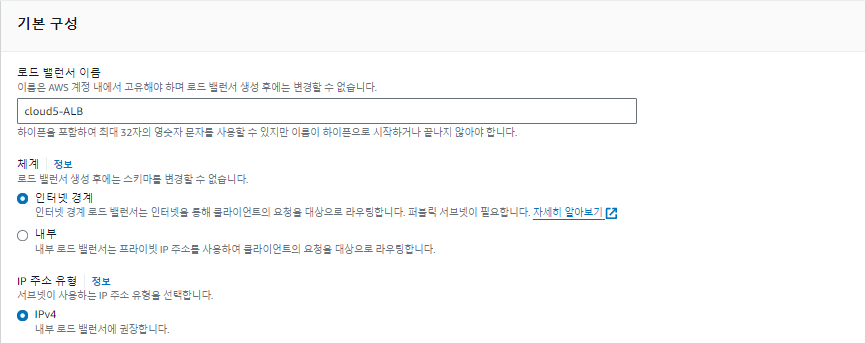 기본 구성
로드 밸런서 이름
이름은 AWS 계정 내에서 고유해야 하며 로드 밸런서 생성 후에는 변경할 수 없습니다.
cloud5-ALB
하이픈을 포함하여 최대 32자의 영숫자 문자를 사용할 수 있지만 이름이 하이픈으로 시작하거나 끝나지 않아야 합니다.
체계 정보
로드 밸런서 생성 후에는 스키마를 변경할 수 없습니다.
인터넷 경계
인터넷 경계 로드 밸런서는 인터넷을 통해 클라이언트의 요청을 대상으로 라우팅합니다. 퍼블릭 서브넷이 필요합니다. 자세히 알아보기
내부
내부 로드 밸런서는 프라이빗 IP 주소를 사용하여 클라이언트의 요청을 대상으로 라우팅합니다.
IP 주소 유형 정보
서브넷이 사용하는 IP 주소 유형을 선택합니다.
IPv4
내부 로드 밸런서에 권장합니다.